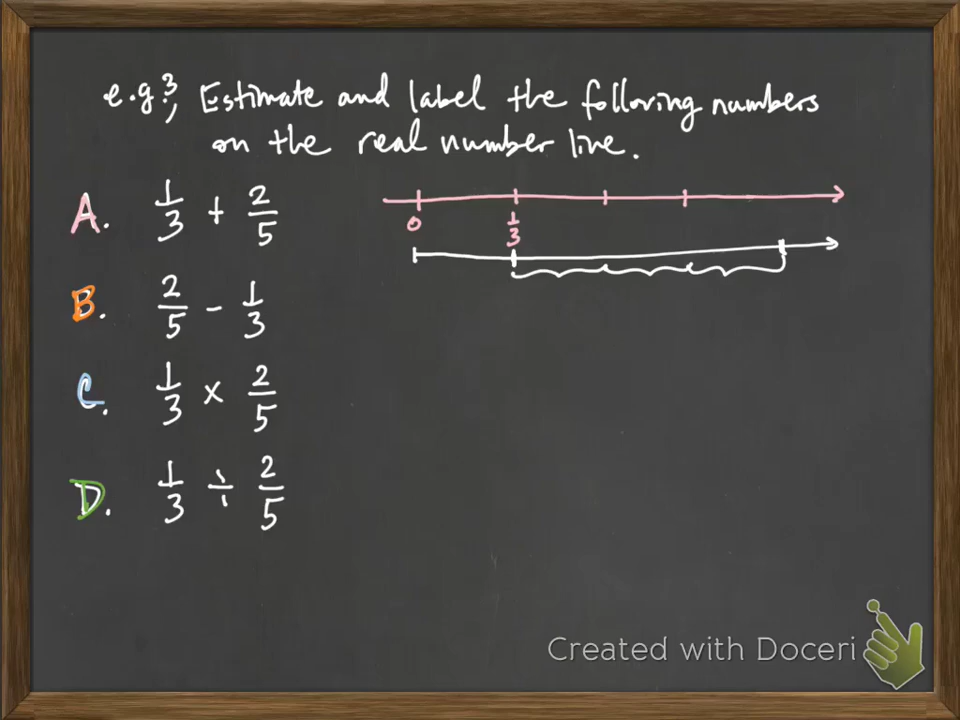 e.g 3, Estimate and label the following numbers
on the real number line.
A. 1/3 + 2/5
0 1/3
B. 2/5 - 1/3
C. 1/3 x 2/5
D. 1/3 ÷ 2/5
Created with Doceri